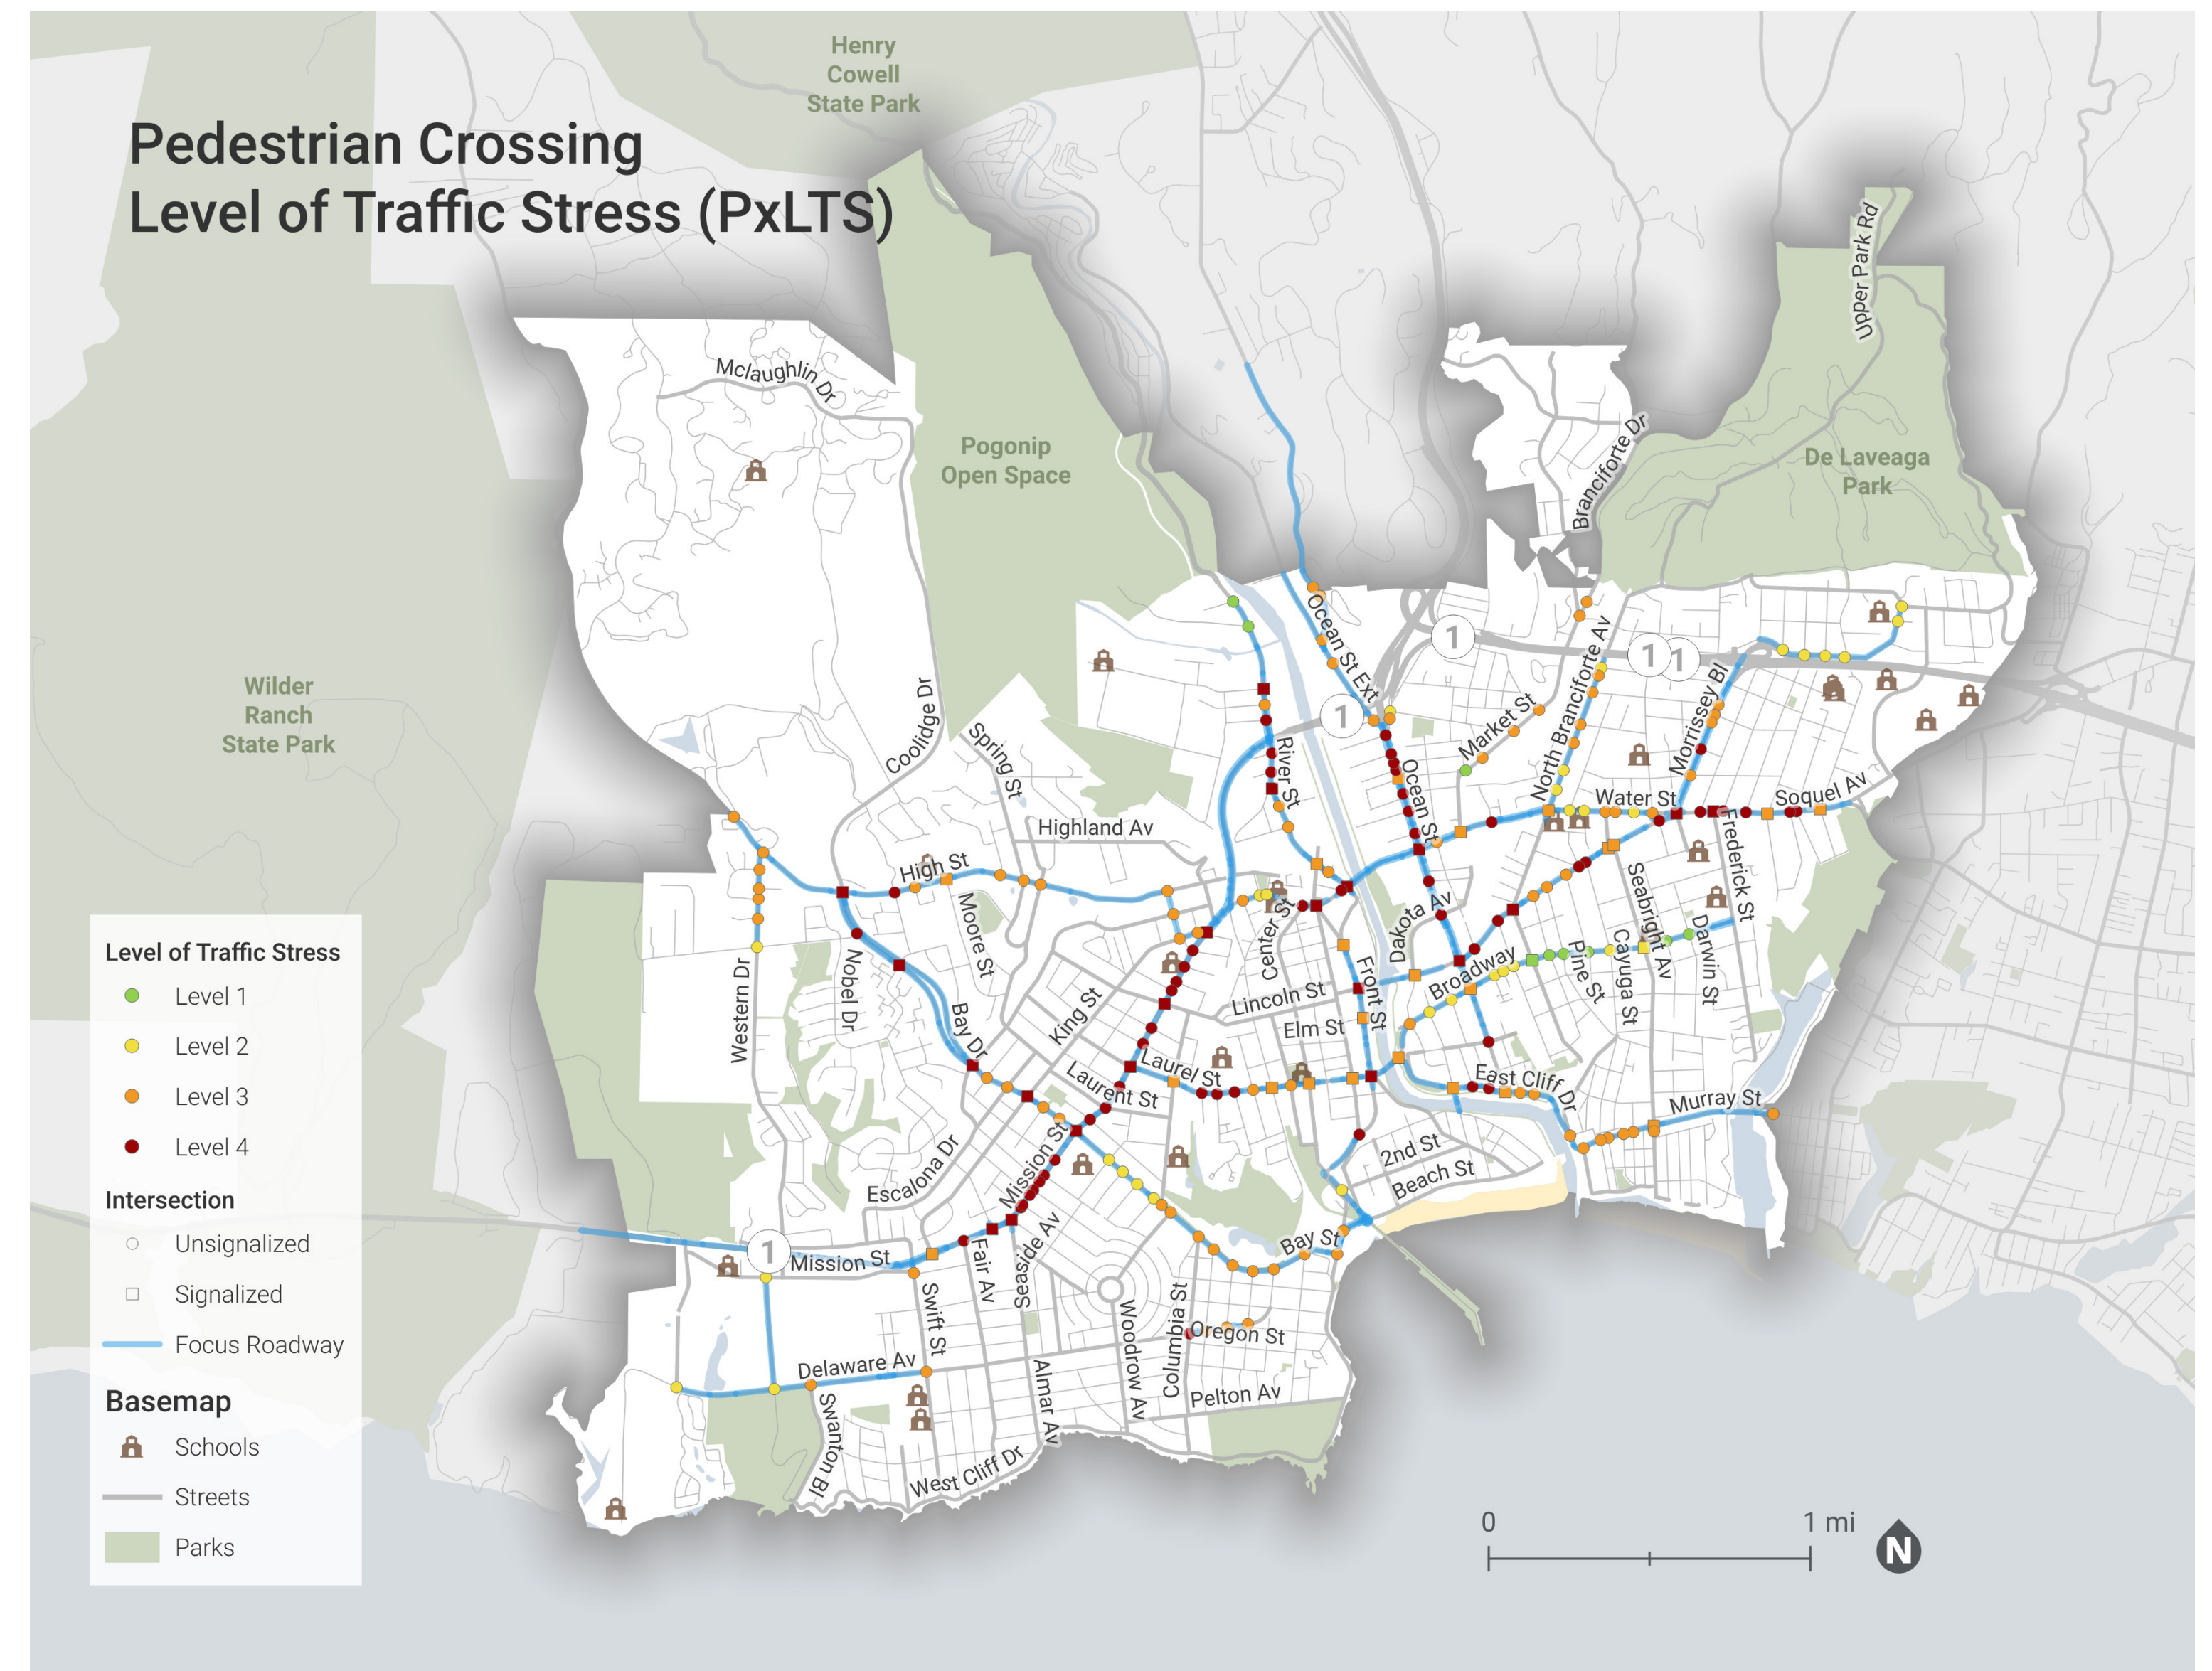 Pedestrian Crossing
Level of Traffic Stress (PxLTS)
Henry
Cowell
State Park
Upper Park Rd
Mclaughlin Dr
Pogonip
Open Space
Branciforte Dr
De Laveaga
Park
Wilder
Ranch
State Park
Coolidge Dr
Spring St
Ocean St Ext
1
1
1
1
Market St
North Branciforte Av
Morrissey Bl
River St
Ocean St
Water St
Soquel Av
Highland Av
High St
Moore St
Center St
Dakota Av
Seabright Av
Frederick St
Western Dr
Nobel Dr
Bay Dr
King St
Lincoln St
Elm St
Front St
Broadway
Pine St
Cayuga St
Darwin St
Laurel St
Laurent St
East Cliff Dr
Murray St
Escalona Dr
Mission St
2nd St
Beach St
1
Mission St
Fair Av
Seaside Av
Bay St
Swift St
Woodrow Av
Columbia St
Oregon St
Delaware Av
Swanton Bl
Almar Av
Pelton Av
West Cliff Dr
Level of Traffic Stress
Level 1
Level 2
Level 3
Level 4
Intersection
Unsignalized
Signalized
Focus Roadway
Basemap
Schools
Streets
Parks
0
1 mi
N